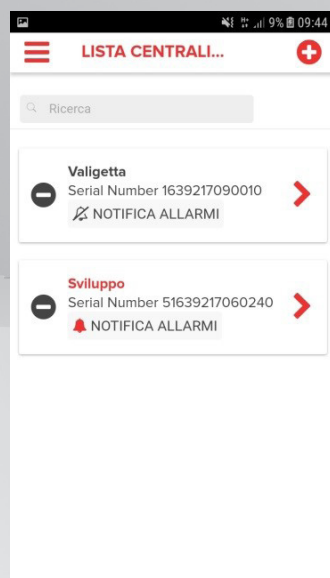 9% 09:44
LISTA CENTRALI...
Ricerca
Valigetta
Serial Number 1639217090010
NOTIFICA ALLARMI
Sviluppo
Serial Number 51639217060240
NOTIFICA ALLARMI